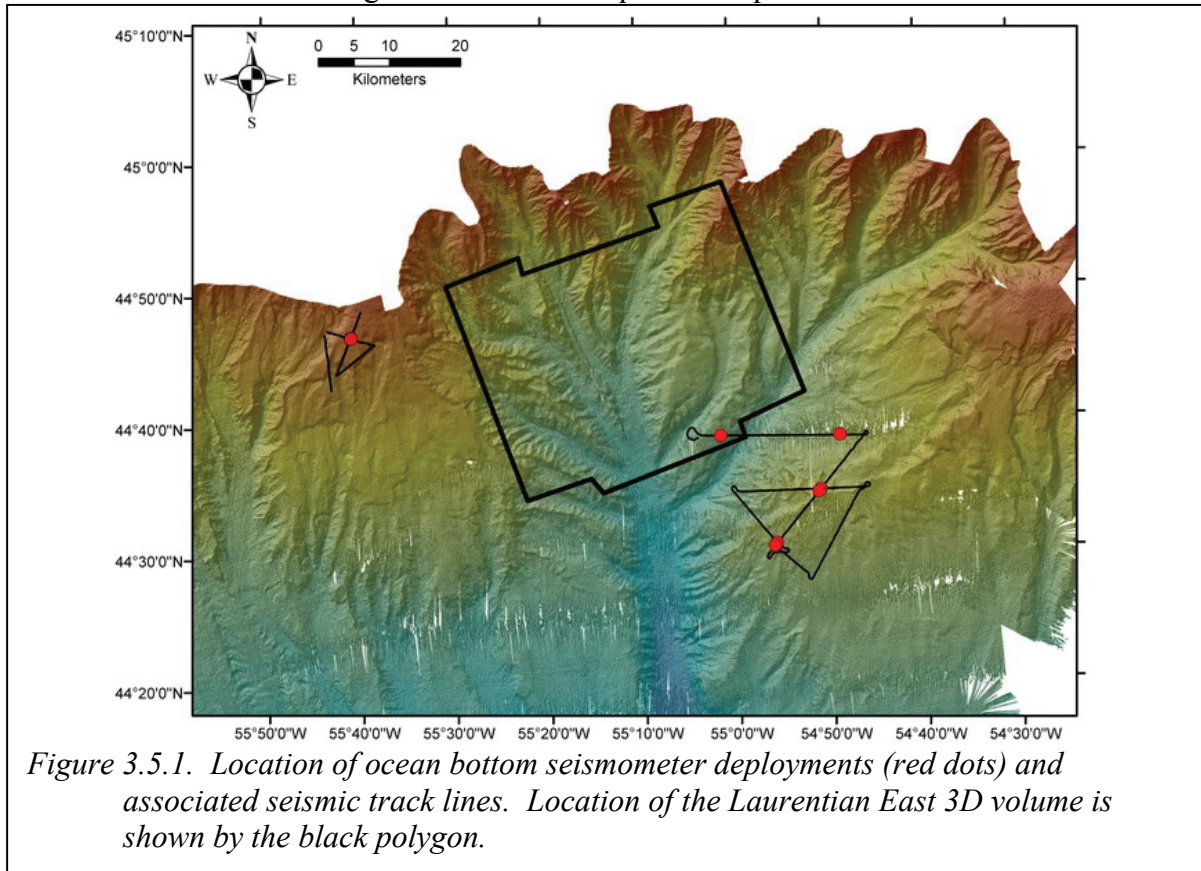 45°10'0"N
N
W E
S
0 5 10 20
Kilometers
45°0'0"N
44°50'0"N
44°40'0"N
44°30'0"N
44°20'0"N
55°50'0"W 55°40'0"W 55°30'0"W 55°20'0"W 55°10'0"W 55°0'0"W 54°50'0"W 54°40'0"W 54°30'0"W
Figure 3.5.1. Location of ocean bottom seismometer deployments (red dots) and
associated seismic track lines. Location of the Laurentian East 3D volume is
shown by the black polygon.